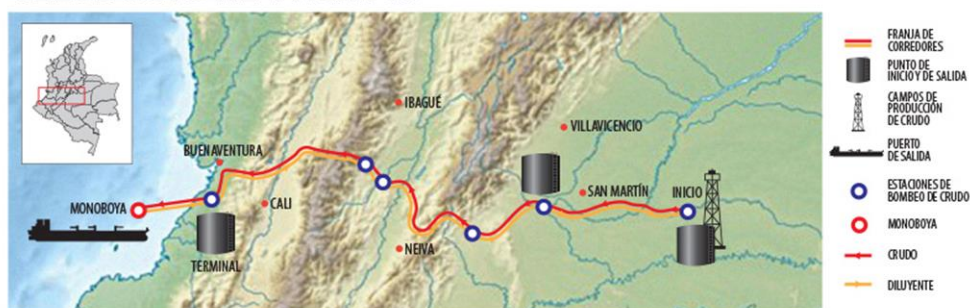 IBAGUÉ
VILLAVICENCIO
BUENAVENTURA
SAN MARTÍN
INICIO
CALI
MONOBOYA
NEIVA
TERMINAL
FRANJA DE
CORREDORES
PUNTO DE
INICIO Y DE SALIDA
CAMPOS DE
PRODUCCIÓN
DE CRUDO
PUERTO
DE SALIDA
ESTACIONES DE
BOMBEO DE CRUDO
MONOBOYA
CRUDO
DILUYENTE